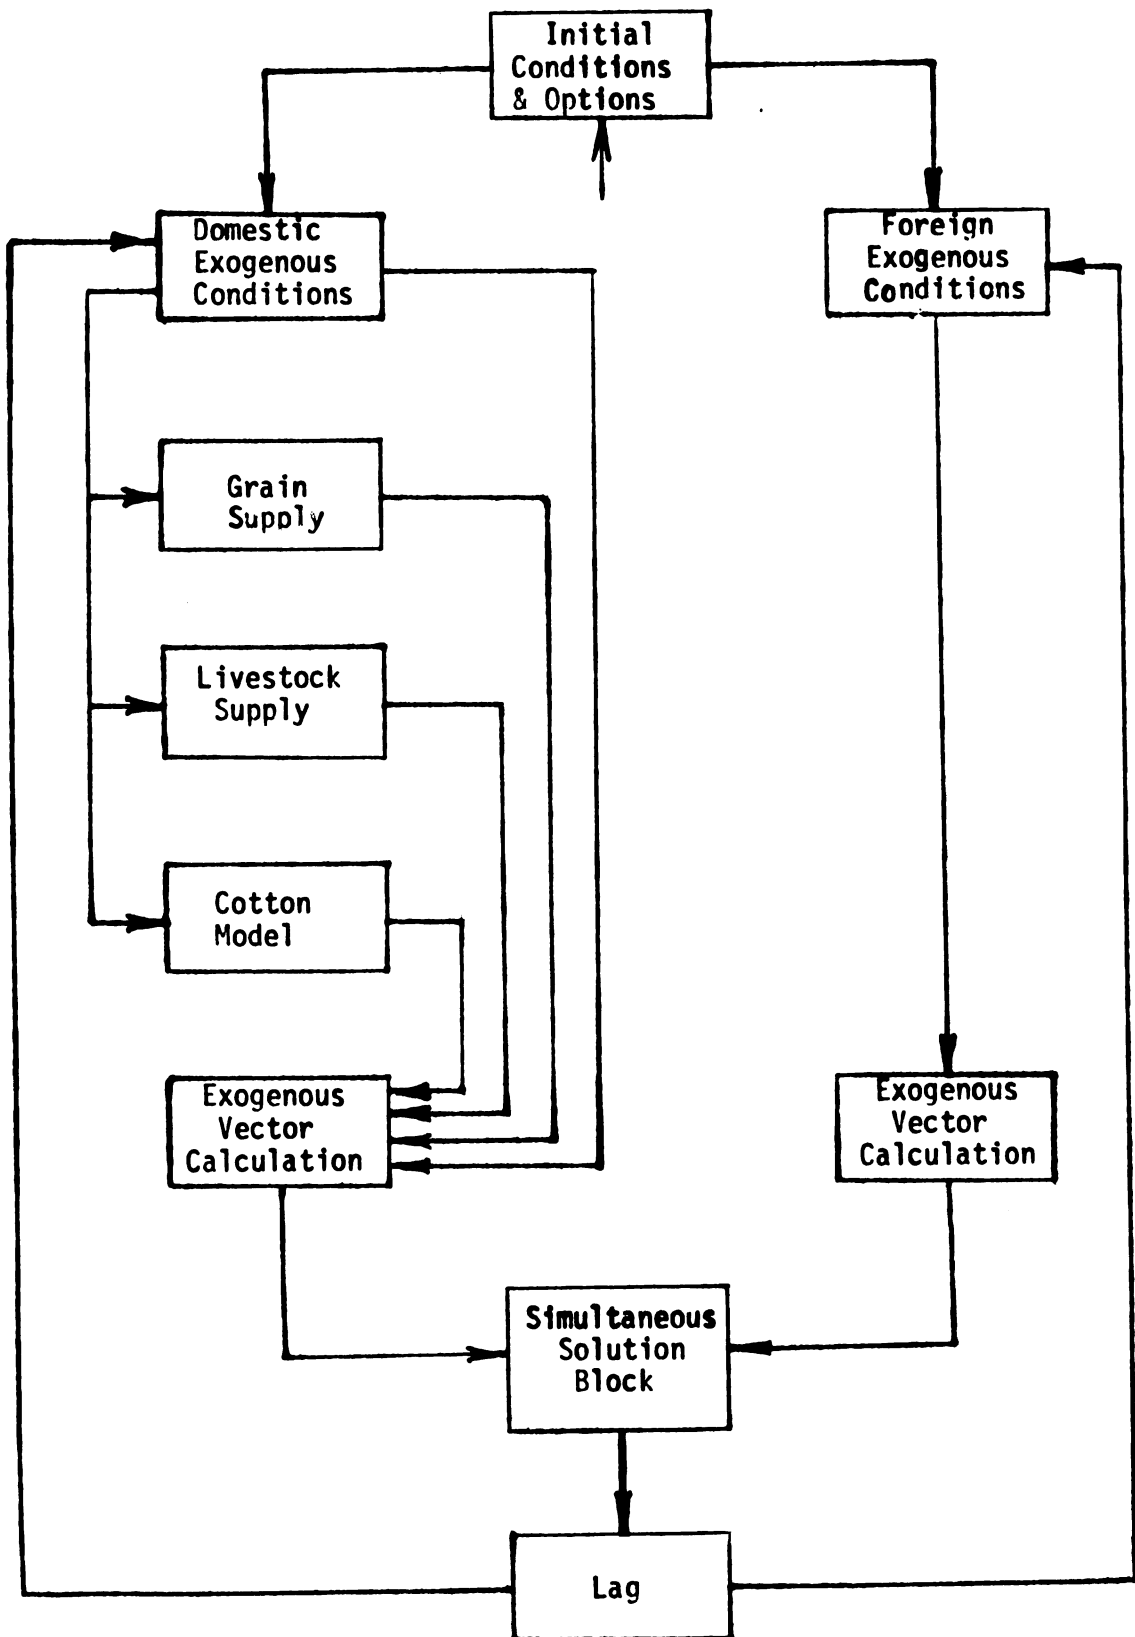 Initial
Conditions
& Options
Domestic
Exogenous
Conditions
Foreign
Exogenous
Conditions
Grain
Supply
Livestock
Supply
Cotton
Model
Exogenous
Vector
Calculation
Exogenous
Vector
Calculation
Simultaneous
Solution
Block
Lag